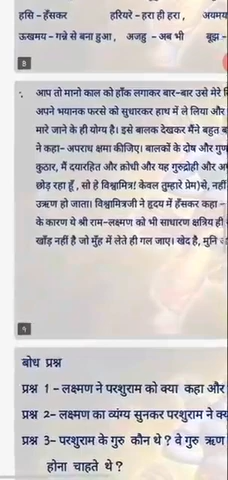 हसि – हँसकर हरियरे – हरा ही हरा, अयमय
ऊखमय – गन्ने से बना हुआ, अजहु – अब भी बूझ –
8
आप तो मानो काल को हाँक लगाकर बार-बार उसे मेरे
अपने भयानक फरसे को सुधारकर हाथ में ले लिया और
मारे जाने के ही योग्य है। इसे बालक देखकर मैंने बहुत
ने कहा- अपराध क्षमा कीजिए। बालकों के दोष और गुण
कुठार, मैं दयारहित और क्रोधी और यह गुरुद्रोही और
छोड़ रहा हूँ, सो हे विश्वामित्र! केवल तुम्हारे प्रेम)से, नहीं
उऋण हो जाता। विश्वामित्रजी ने हृदय में हँसकर कहा –
के कारण ये श्री राम-लक्ष्मण को भी साधारण क्षत्रिय ही
खाँड़ नहीं है जो मुँह में लेते ही गल जाए। खेद है, मुनि
9
बोध प्रश्न
प्रश्न 1 – लक्ष्मण ने परशुराम को क्या कहा और
प्रश्न 2– लक्ष्मण का व्यंग्य सुनकर परशुराम ने
प्रश्न 3– परशुराम के गुरु कौन थे? वे गुरु ऋण
होना चाहते थे?